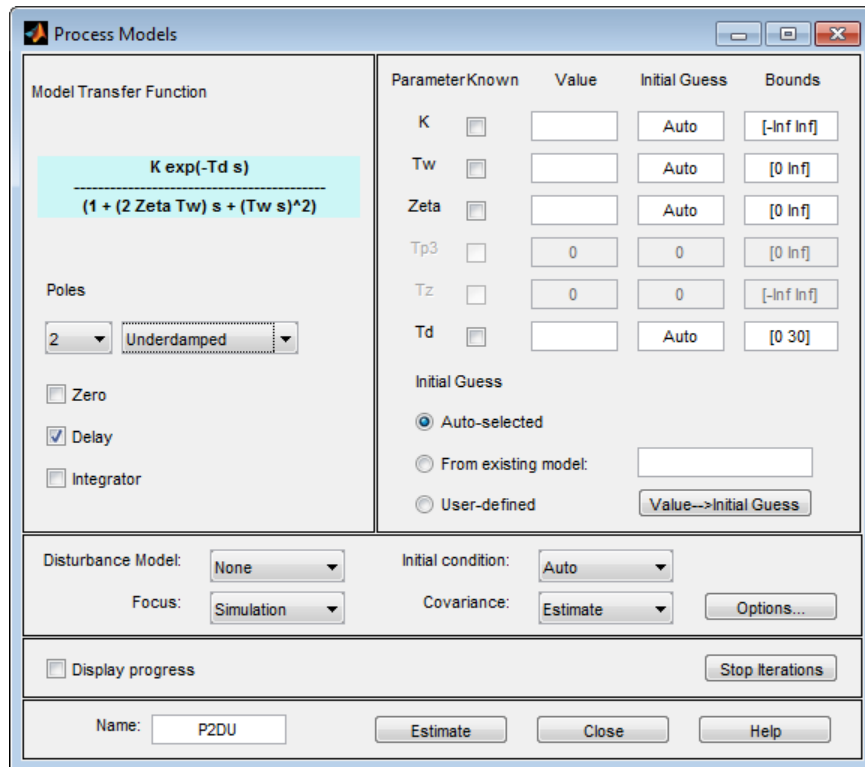 Process Models
Model Transfer Function
K exp(-Td s)
------------------------------------------
(1 + (2 Zeta Tw) s + (Tw s)^2)
Poles
2 Underdamped
Zero
Delay
Integrator
Parameter Known Value Initial Guess Bounds
K Auto [-Inf Inf]
Tw Auto [0 Inf]
Zeta Auto [0 Inf]
Tp3 0 0 [0 Inf]
Tz 0 0 [-Inf Inf]
Td Auto [0 30]
Initial Guess
Auto-selected
From existing model:
User-defined Value-->Initial Guess
Disturbance Model: None Initial condition: Auto
Focus: Simulation Covariance: Estimate Options...
Display progress Stop Iterations
Name: P2DU Estimate Close Help